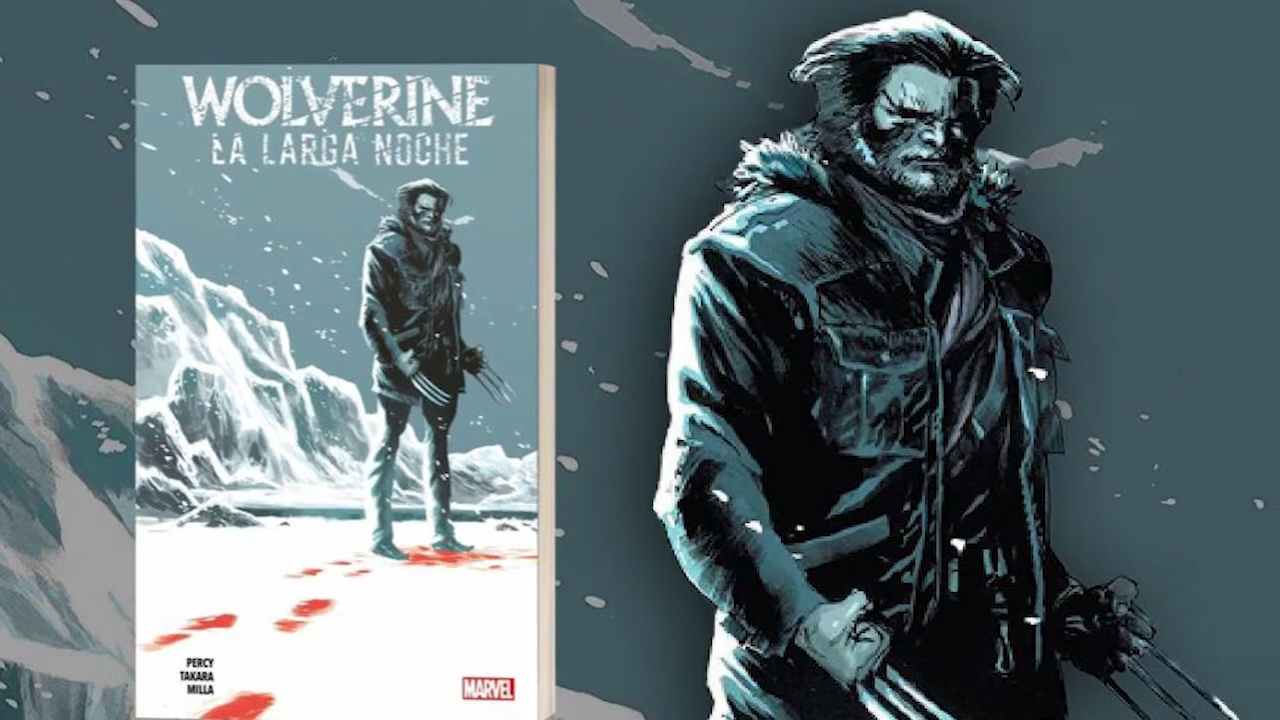 WOLVERINE
LA LARGA NOCHE
PERCY
TAKARA
MILLA
MARVEL